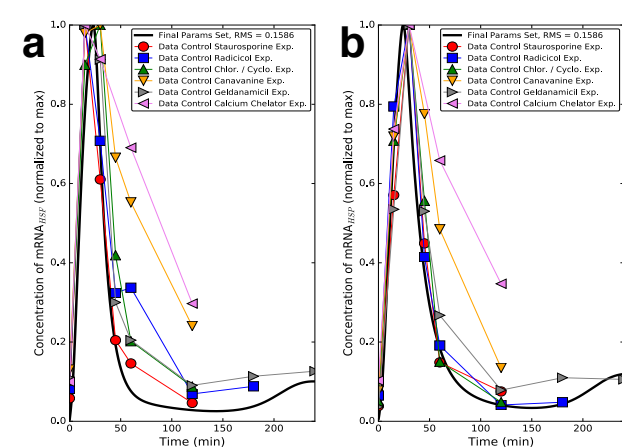 a
Final Params Set, RMS = 0.1586
Data Control Staurosporine Exp.
Data Control Radicicol Exp.
Data Control Chlor. / Cyclo. Exp.
Data Control Canavanine Exp.
Data Control Geldanamicil Exp.
Data Control Calcium Chelator Exp.
Concentration of mRNA_HSF (normalized to max)
1.0
0.8
0.6
0.4
0.2
0.0
0 50 100 150 200
Time (min)
b
Final Params Set, RMS = 0.1586
Data Control Staurosporine Exp.
Data Control Radicicol Exp.
Data Control Chlor. / Cyclo. Exp.
Data Control Canavanine Exp.
Data Control Geldanamicil Exp.
Data Control Calcium Chelator Exp.
Concentration of mRNA_HSP (normalized to max)
1.0
0.8
0.6
0.4
0.2
0.0
0 50 100 150 200
Time (min)